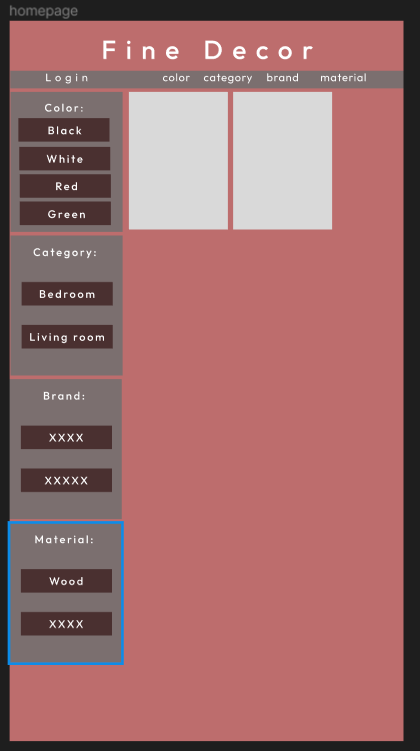 homepage
Fine Decor
Login color category brand material
Color:
Black
White
Red
Green
Category:
Bedroom
Living room
Brand:
XXXX
XXXXX
Material:
Wood
XXXX